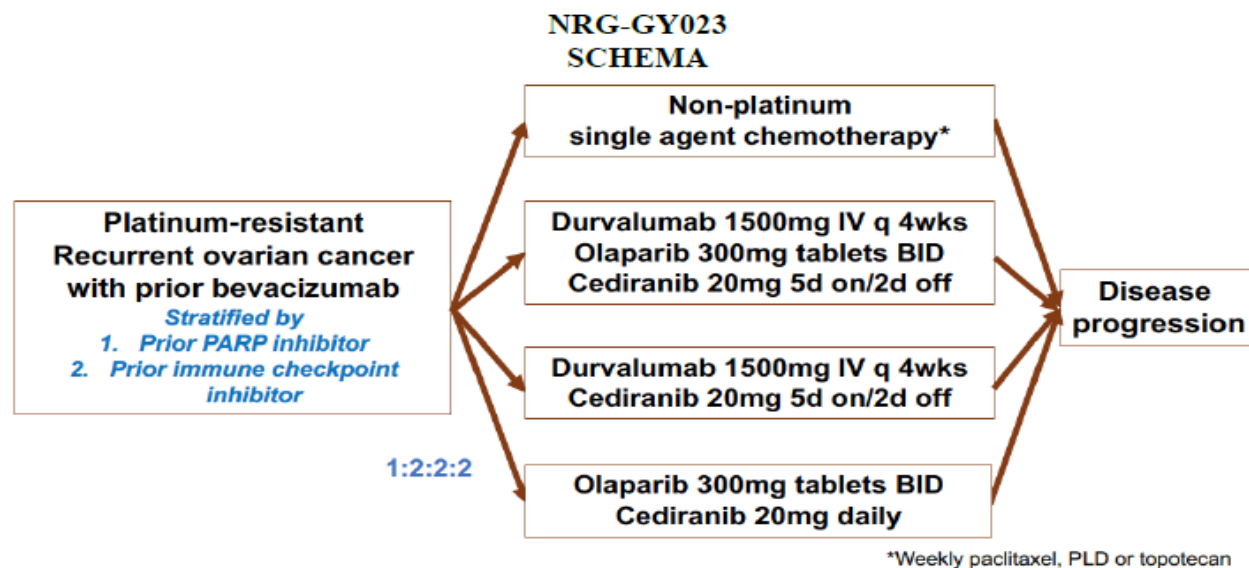 NRG-GY023
SCHEMA
Non-platinum
single agent chemotherapy*
Platinum-resistant
Recurrent ovarian cancer
with prior bevacizumab
Stratified by
1. Prior PARP inhibitor
2. Prior immune checkpoint
inhibitor
Durvalumab 1500mg IV q 4wks
Olaparib 300mg tablets BID
Cediranib 20mg 5d on/2d off
Durvalumab 1500mg IV q 4wks
Cediranib 20mg 5d on/2d off
1:2:2:2
Olaparib 300mg tablets BID
Cediranib 20mg daily
Disease
progression
*Weekly paclitaxel, PLD or topotecan